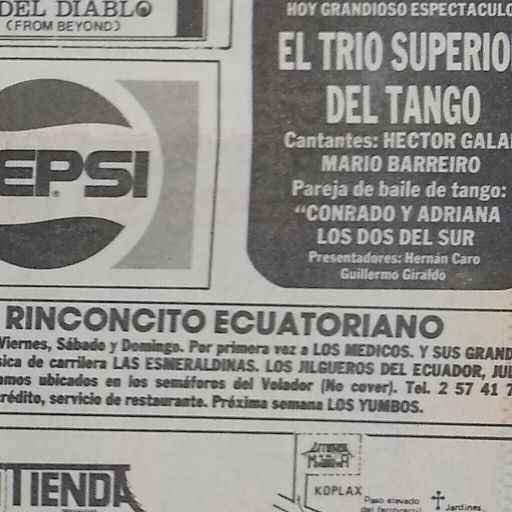 DEL DIABLO
(FROM BEYOND)
EPSI
HOY GRANDIOSO ESPECTACULO
EL TRIO SUPERIO
DEL TANGO
Cantantes: HECTOR GALA
MARIO BARREIRO
Pareja de baile de tango:
"CONRADO Y ADRIANA
LOS DOS DEL SUR
Presentadores: Hernán Caro
Guillermo Giraldo
RINCONCITO ECUATORIANO
Viernes, Sábado y Domingo. Por primera vez a LOS MEDICOS. Y SUS GRAND
sica de carrilera LAS ESMERALDINAS. LOS JILGUEROS DEL ECUADOR, JUL
amos ubicados en los semáforos del Volador (No cover). Tel. 2 57 41 7
rédito, servicio de restaurante. Próxima semana LOS YUMBOS.
TIENDA
KOPLAX
Paso elevado
del ferrocarril
Jardines